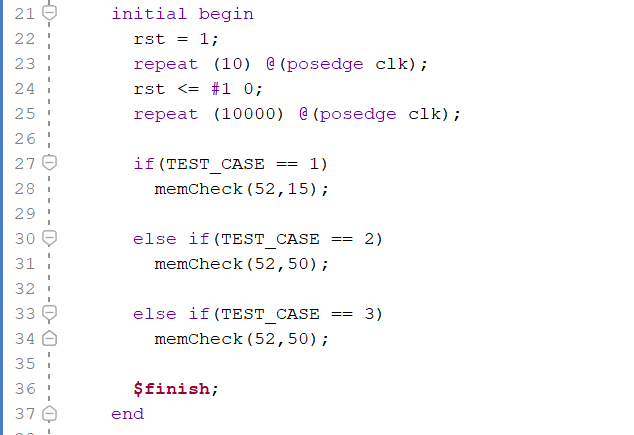 21 initial begin
22 rst = 1;
23 repeat (10) @(posedge clk);
24 rst <= #1 0;
25 repeat (10000) @(posedge clk);
26
27 if(TEST_CASE == 1)
28 memCheck(52,15);
29
30 else if(TEST_CASE == 2)
31 memCheck(52,50);
32
33 else if(TEST_CASE == 3)
34 memCheck(52,50);
35
36 $finish;
37 end